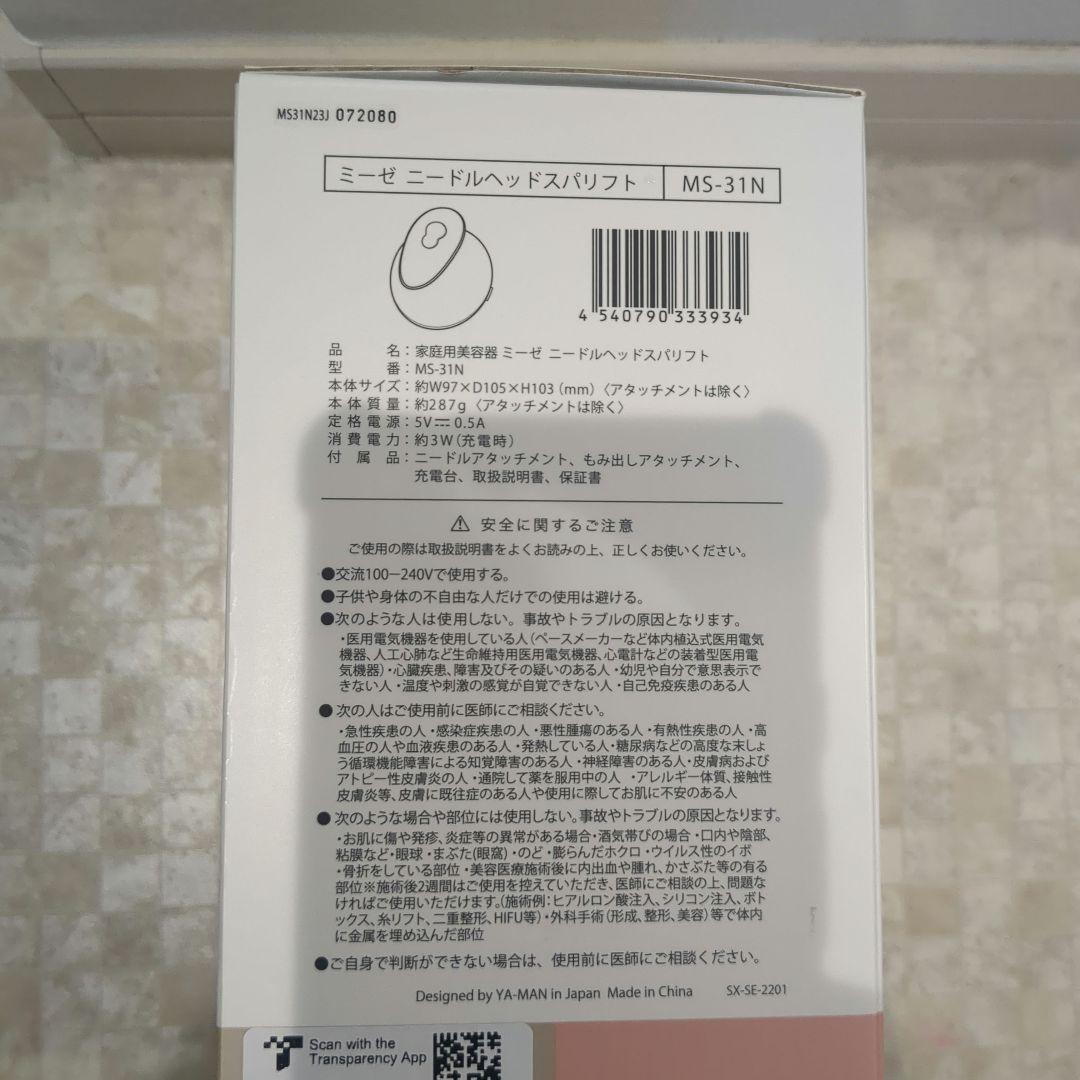 MS31N23J 072080
ミーゼ ニードルヘッドスパリフト MS-31N
4 540790 333934
品名：家庭用美容器 ミーゼ ニードルヘッドスパリフト
型番：MS-31N
本体サイズ：約W97×D105×H103（mm）〈アタッチメントは除く〉
本体質量：約287g〈アタッチメントは除く〉
定格電源：5V⎓0.5A
消費電力：約3W（充電時）
付属品：ニードルアタッチメント、もみ出しアタッチメント、
充電台、取扱説明書、保証書
⚠ 安全に関するご注意
ご使用の際は取扱説明書をよくお読みの上、正しくお使いください。
●交流100−240Vで使用する。
●子供や身体の不自由な人だけでの使用は避ける。
●次のような人は使用しない。事故やトラブルの原因となります。
・医用電気機器を使用している人（ペースメーカーなど体内植込式医用電気
機器、人工心肺など生命維持用医用電気機器、心電計などの装着型医用電
気機器）・心臓疾患、障害及びその疑いのある人・幼児や自分で意思表示で
きない人・温度や刺激の感覚が自覚できない人・自己免疫疾患のある人
●次の人はご使用前に医師にご相談ください。
・急性疾患の人・感染症疾患の人・悪性腫瘍のある人・有熱性疾患の人・高
血圧の人や血液疾患のある人・発熱している人・糖尿病などの高度な末しょ
う循環機能障害による知覚障害のある人・神経障害のある人・皮膚病および
アトピー性皮膚炎の人・通院して薬を服用中の人 ・アレルギー体質、接触性
皮膚炎等、皮膚に既往症のある人や使用に際してお肌に不安のある人
●次のような場合や部位には使用しない。事故やトラブルの原因となります。
・お肌に傷や発疹、炎症等の異常がある場合・酒気帯びの場合・口内や陰部、
粘膜など・眼球・まぶた（眼窩）・のど・膨らんだホクロ・ウイルス性のイボ
・骨折をしている部位・美容医療施術後に内出血や腫れ、かさぶた等の有る
部位※施術後2週間はご使用を控えていただき、医師にご相談の上、問題な
ければご使用いただけます。（施術例：ヒアルロン酸注入、シリコン注入、ボト
ックス、糸リフト、二重整形、HIFU等）・外科手術（形成、整形、美容）等で体内
に金属を埋め込んだ部位
●ご自身で判断ができない場合は、使用前に医師にご相談ください。
Designed by YA-MAN in Japan Made in China SX-SE-2201
Scan with the
Transparency App